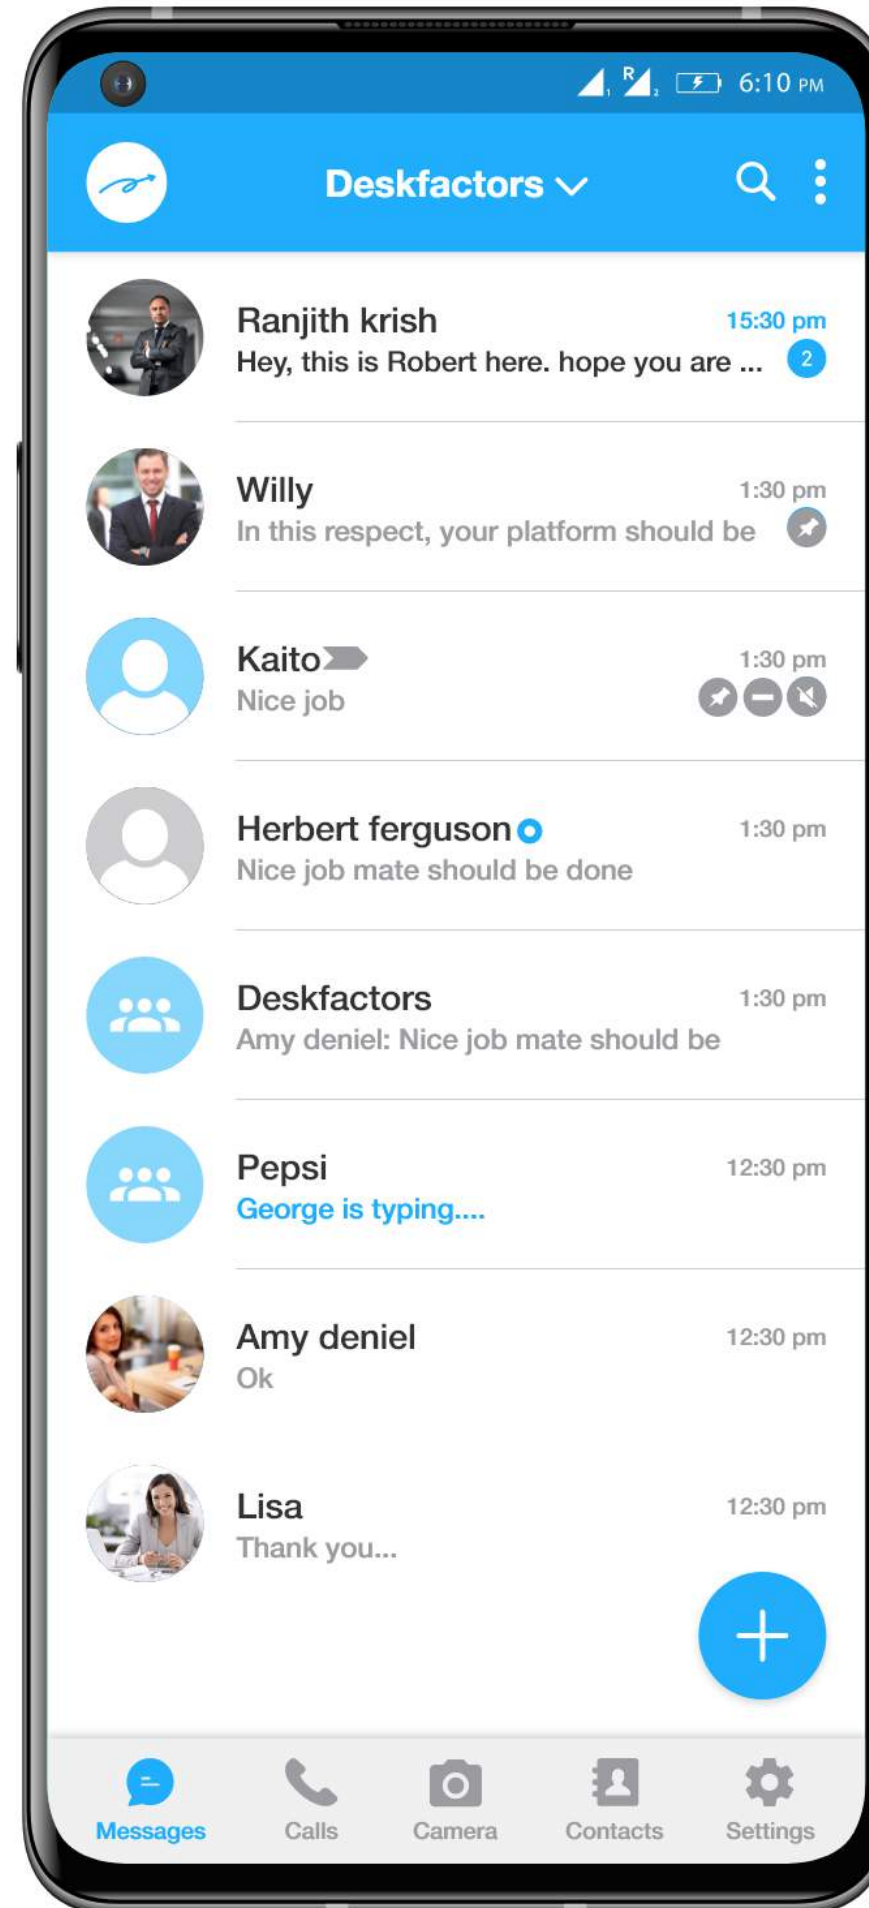 R
1
2
6:10 PM
Deskfactors
Ranjith krish
15:30 pm
Hey, this is Robert here. hope you are ...
2
Willy
1:30 pm
In this respect, your platform should be
Kaito
1:30 pm
Nice job
Herbert ferguson
1:30 pm
Nice job mate should be done
Deskfactors
1:30 pm
Amy deniel: Nice job mate should be
Pepsi
12:30 pm
George is typing....
Amy deniel
12:30 pm
Ok
Lisa
12:30 pm
Thank you...
Messages
Calls
Camera
Contacts
Settings